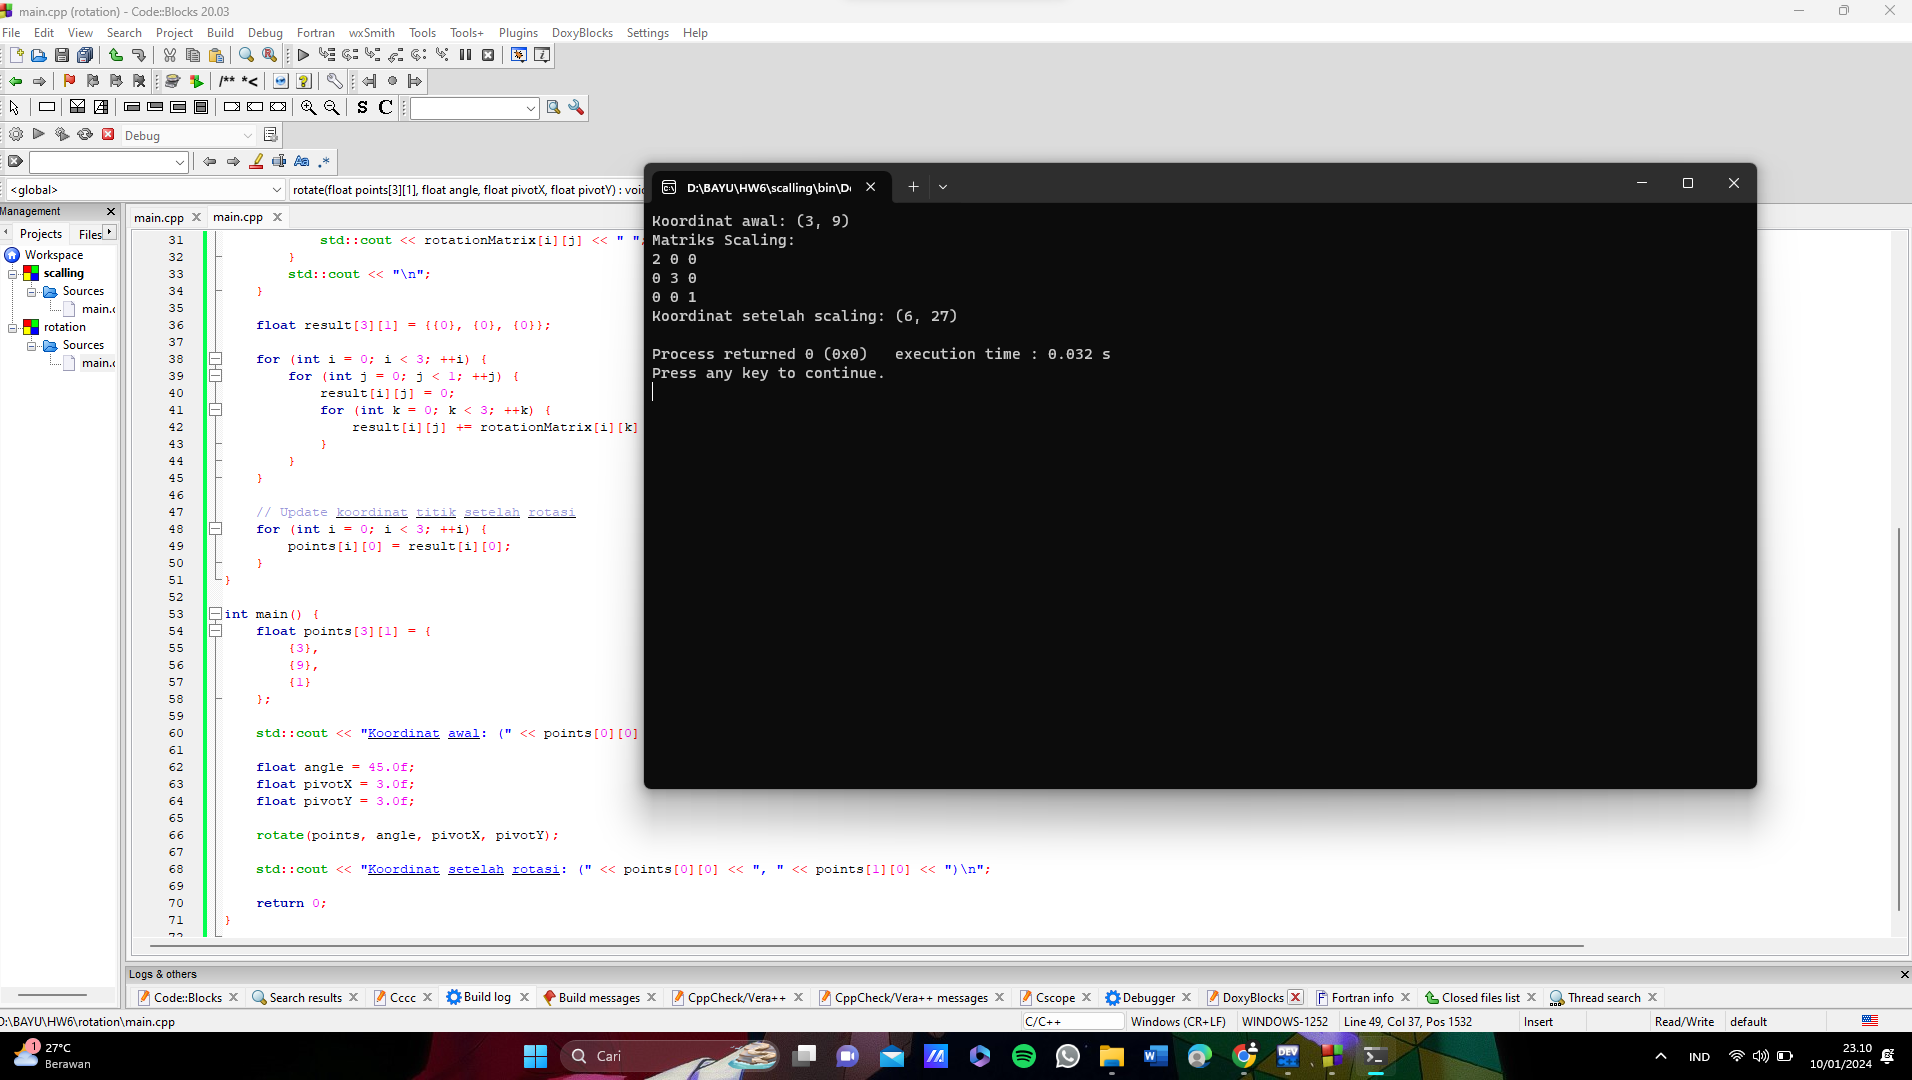 main.cpp (rotation) - Code::Blocks 20.03
File Edit View Search Project Build Debug Fortran wxSmith Tools Tools+ Plugins DoxyBlocks Settings Help
/** *<
S C
Debug
Aa .*
<global>
rotate(float points[3][1], float angle, float pivotX, float pivotY) : voi
Management
Projects Files
Workspace
scalling
Sources
main.c
rotation
Sources
main.c
main.cpp main.cpp
31 std::cout << rotationMatrix[i][j] << " "
32 }
33 std::cout << "\n";
34 }
35
36 float result[3][1] = {{0}, {0}, {0}};
37
38 for (int i = 0; i < 3; ++i) {
39 for (int j = 0; j < 1; ++j) {
40 result[i][j] = 0;
41 for (int k = 0; k < 3; ++k) {
42 result[i][j] += rotationMatrix[i][k]
43 }
44 }
45 }
46
47 // Update koordinat titik setelah rotasi
48 for (int i = 0; i < 3; ++i) {
49 points[i][0] = result[i][0];
50 }
51 }
52
53 int main() {
54 float points[3][1] = {
55 {3},
56 {9},
57 {1}
58 };
59
60 std::cout << "Koordinat awal: (" << points[0][0]
61
62 float angle = 45.0f;
63 float pivotX = 3.0f;
64 float pivotY = 3.0f;
65
66 rotate(points, angle, pivotX, pivotY);
67
68 std::cout << "Koordinat setelah rotasi: (" << points[0][0] << ", " << points[1][0] << ")\n";
69
70 return 0;
71 }
72
D:\BAYU\HW6\scalling\bin\De
Koordinat awal: (3, 9)
Matriks Scaling:
2 0 0
0 3 0
0 0 1
Koordinat setelah scaling: (6, 27)
Process returned 0 (0x0) execution time : 0.032 s
Press any key to continue.
Logs & others
Code::Blocks Search results Cccc Build log Build messages CppCheck/Vera++ CppCheck/Vera++ messages Cscope Debugger DoxyBlocks Fortran info Closed files list Thread search
D:\BAYU\HW6\rotation\main.cpp C/C++ Windows (CR+LF) WINDOWS-1252 Line 49, Col 37, Pos 1532 Insert Read/Write default
1
27°C
Berawan
Cari
DEV
IND
23.10
10/01/2024